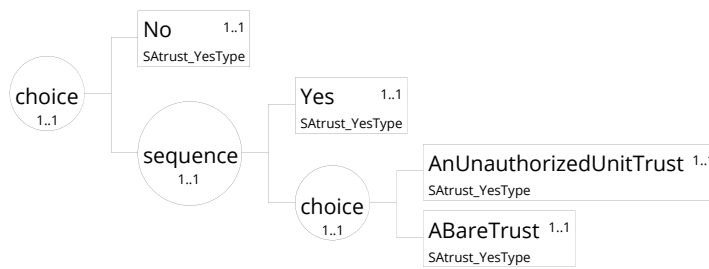 No 1..1
SAtrust_YesType
choice
1..1
Yes 1..1
SAtrust_YesType
sequence
1..1
AnUnauthorizedUnitTrust 1..
SAtrust_YesType
choice
1..1
ABareTrust 1..1
SAtrust_YesType